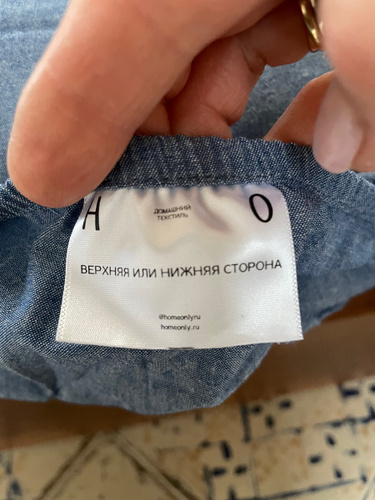 H ДОМАШНИЙ O
ТЕКСТИЛЬ
ВЕРХНЯЯ ИЛИ НИЖНЯЯ СТОРОНА
@homeonly.ru
homeonly.ru